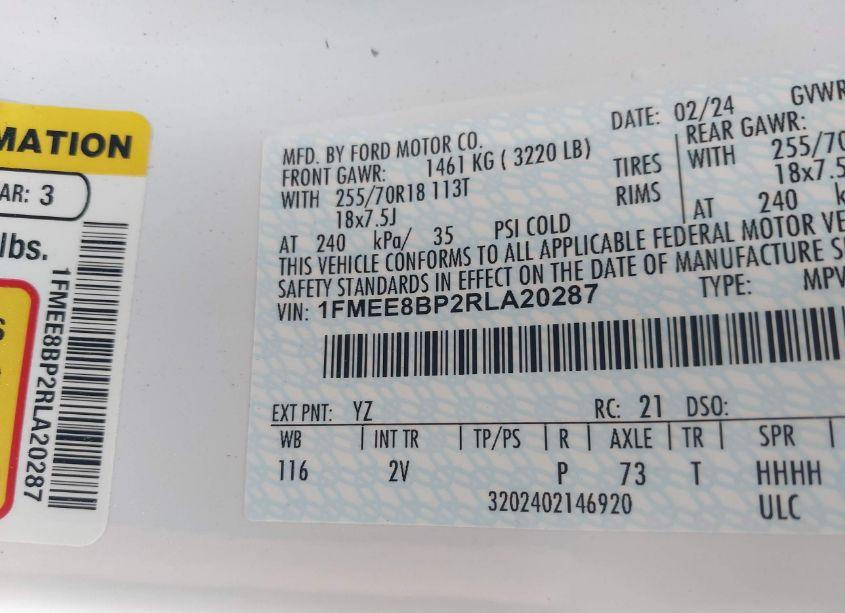 MATION
AR: 3
lbs.
1FMEE8BP2RLA20287
MFD. BY FORD MOTOR CO.
DATE: 02/24
GVWR
FRONT GAWR: 1461 KG ( 3220 LB)
REAR GAWR:
WITH 255/70R18 113T TIRES
WITH 255/70
18x7.5J RIMS
18x7.5
AT 240 kPa/ 35 PSI COLD
AT 240 k
THIS VEHICLE CONFORMS TO ALL APPLICABLE FEDERAL MOTOR VE
SAFETY STANDARDS IN EFFECT ON THE DATE OF MANUFACTURE S
VIN: 1FMEE8BP2RLA20287
TYPE: MPV
EXT PNT: YZ RC: 21 DSO:
WB INT TR TP/PS R AXLE TR SPR
116 2V P 73 T HHHH
3202402146920 ULC